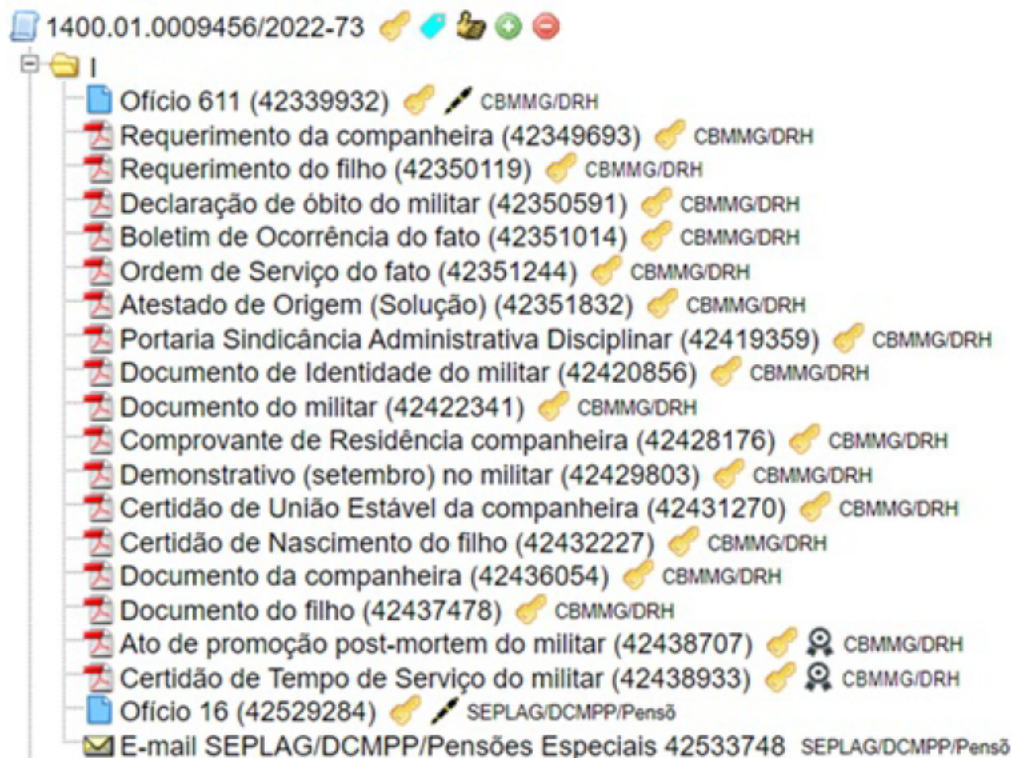 1400.01.0009456/2022-73
I
Ofício 611 (42339932) CBMMG/DRH
Requerimento da companheira (42349693) CBMMG/DRH
Requerimento do filho (42350119) CBMMG/DRH
Declaração de óbito do militar (42350591) CBMMG/DRH
Boletim de Ocorrência do fato (42351014) CBMMG/DRH
Ordem de Serviço do fato (42351244) CBMMG/DRH
Atestado de Origem (Solução) (42351832) CBMMG/DRH
Portaria Sindicância Administrativa Disciplinar (42419359) CBMMG/DRH
Documento de Identidade do militar (42420856) CBMMG/DRH
Documento do militar (42422341) CBMMG/DRH
Comprovante de Residência companheira (42428176) CBMMG/DRH
Demonstrativo (setembro) no militar (42429803) CBMMG/DRH
Certidão de União Estável da companheira (42431270) CBMMG/DRH
Certidão de Nascimento do filho (42432227) CBMMG/DRH
Documento da companheira (42436054) CBMMG/DRH
Documento do filho (42437478) CBMMG/DRH
Ato de promoção post-mortem do militar (42438707) CBMMG/DRH
Certidão de Tempo de Serviço do militar (42438933) CBMMG/DRH
Ofício 16 (42529284) SEPLAG/DCMPP/Pensõ
E-mail SEPLAG/DCMPP/Pensões Especiais 42533748 SEPLAG/DCMPP/Pensõ